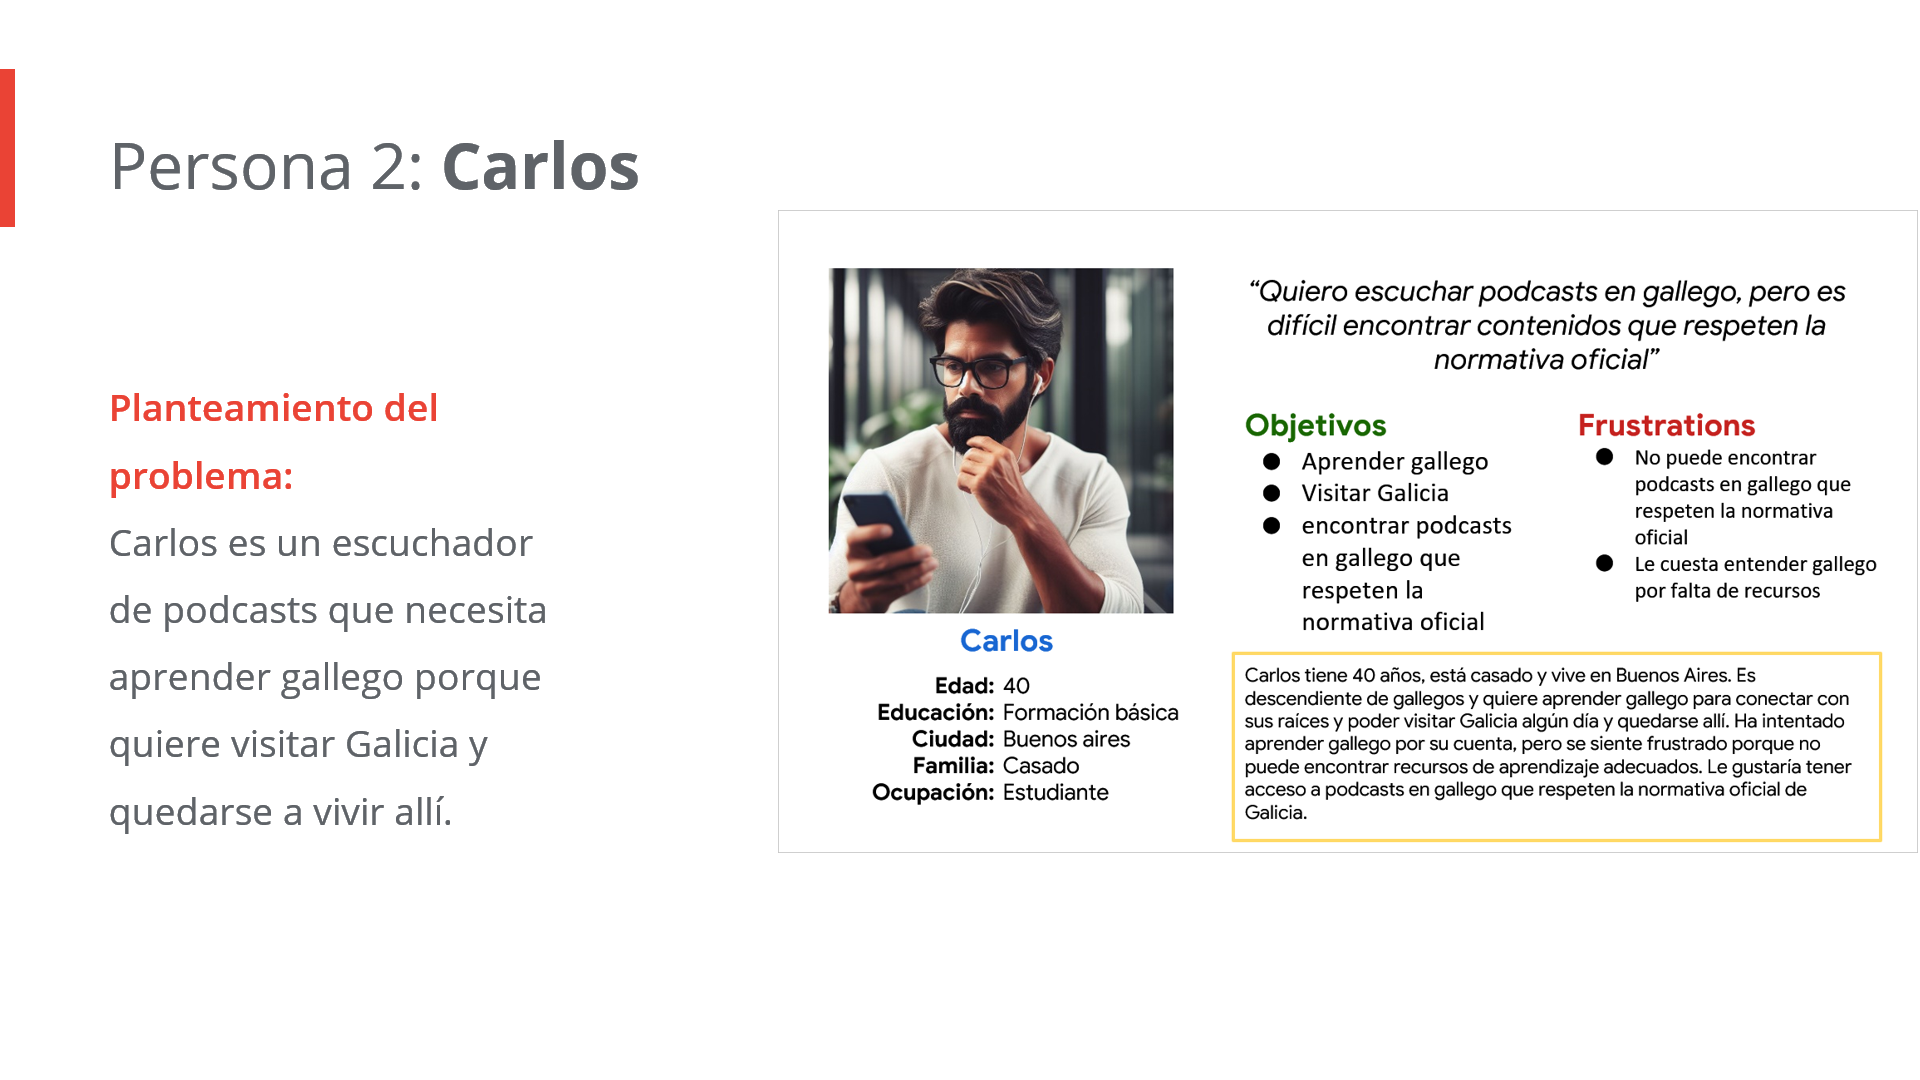 Persona 2: Carlos
Planteamiento del
problema:
Carlos es un escuchador
de podcasts que necesita
aprender gallego porque
quiere visitar Galicia y
quedarse a vivir allí.
“Quiero escuchar podcasts en gallego, pero es
difícil encontrar contenidos que respeten la
normativa oficial”
Objetivos
● Aprender gallego
● Visitar Galicia
● encontrar podcasts
en gallego que
respeten la
normativa oficial
Frustrations
● No puede encontrar
podcasts en gallego que
respeten la normativa
oficial
● Le cuesta entender gallego
por falta de recursos
Carlos
Edad: 40
Educación: Formación básica
Ciudad: Buenos aires
Familia: Casado
Ocupación: Estudiante
Carlos tiene 40 años, está casado y vive en Buenos Aires. Es
descendiente de gallegos y quiere aprender gallego para conectar con
sus raíces y poder visitar Galicia algún día y quedarse allí. Ha intentado
aprender gallego por su cuenta, pero se siente frustrado porque no
puede encontrar recursos de aprendizaje adecuados. Le gustaría tener
acceso a podcasts en gallego que respeten la normativa oficial de
Galicia.